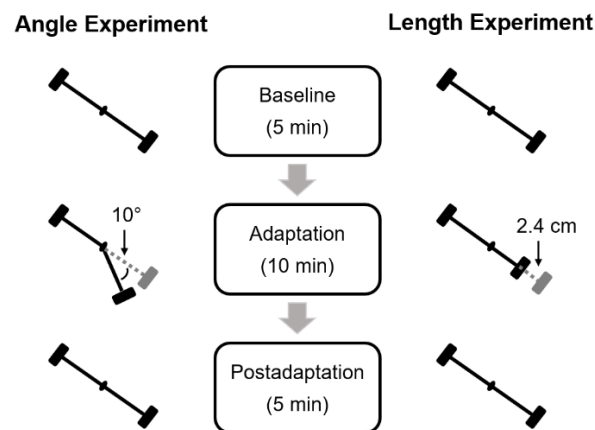 Angle Experiment
Length Experiment
Baseline
(5 min)
10°
Adaptation
(10 min)
2.4 cm
Postadaptation
(5 min)